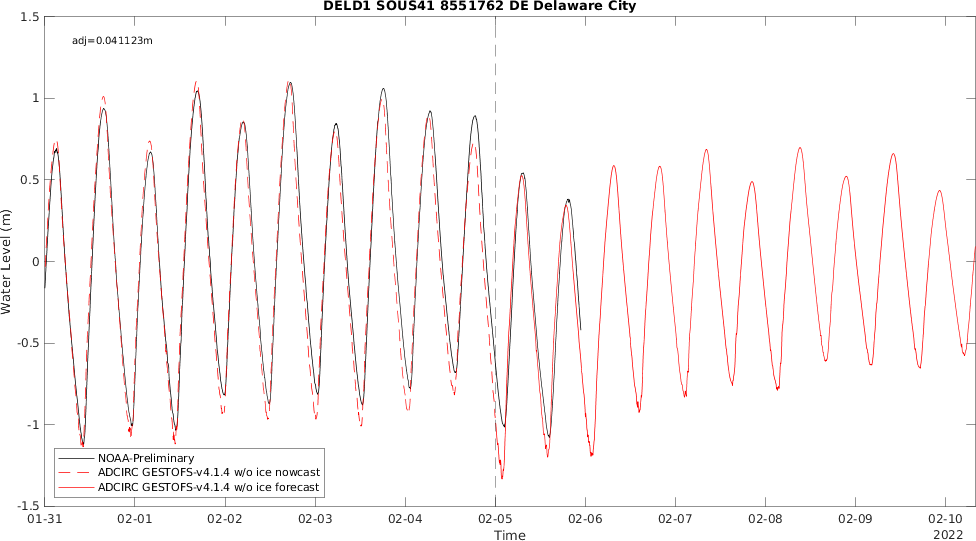 DELD1 SOUS41 8551762 DE Delaware City
adj=0.041123m
1.5
1
0.5
0
-0.5
-1
-1.5
Water Level (m)
NOAA-Preliminary
ADCIRC GESTOFS-v4.1.4 w/o ice nowcast
ADCIRC GESTOFS-v4.1.4 w/o ice forecast
01-31 02-01 02-02 02-03 02-04 02-05 02-06 02-07 02-08 02-09 02-10
2022
Time